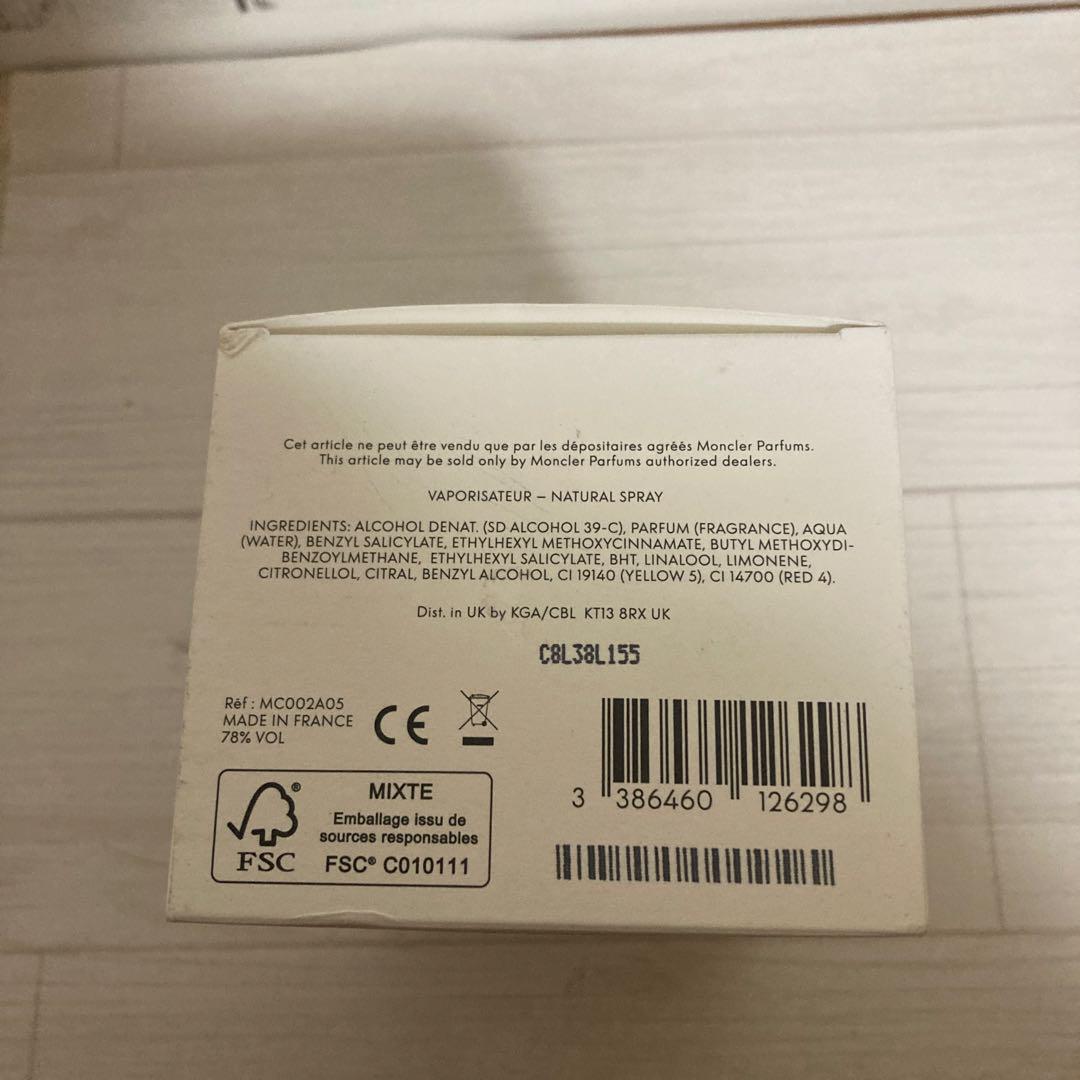 Cet article ne peut être vendu que par les dépositaires agréés Moncler Parfums.
This article may be sold only by Moncler Parfums authorized dealers.
VAPORISATEUR – NATURAL SPRAY
INGREDIENTS: ALCOHOL DENAT. (SD ALCOHOL 39-C), PARFUM (FRAGRANCE), AQUA
(WATER), BENZYL SALICYLATE, ETHYLHEXYL METHOXYCINNAMATE, BUTYL METHOXYDI-
BENZOYLMETHANE, ETHYLHEXYL SALICYLATE, BHT, LINALOOL, LIMONENE,
CITRONELLOL, CITRAL, BENZYL ALCOHOL, CI 19140 (YELLOW 5), CI 14700 (RED 4).
Dist. in UK by KGA/CBL KT13 8RX UK
C8L38L155
Réf : MC002A05
MADE IN FRANCE
78% VOL
CE
3 386460 126298
MIXTE
Emballage issu de
sources responsables
FSC® C010111
®
FSC